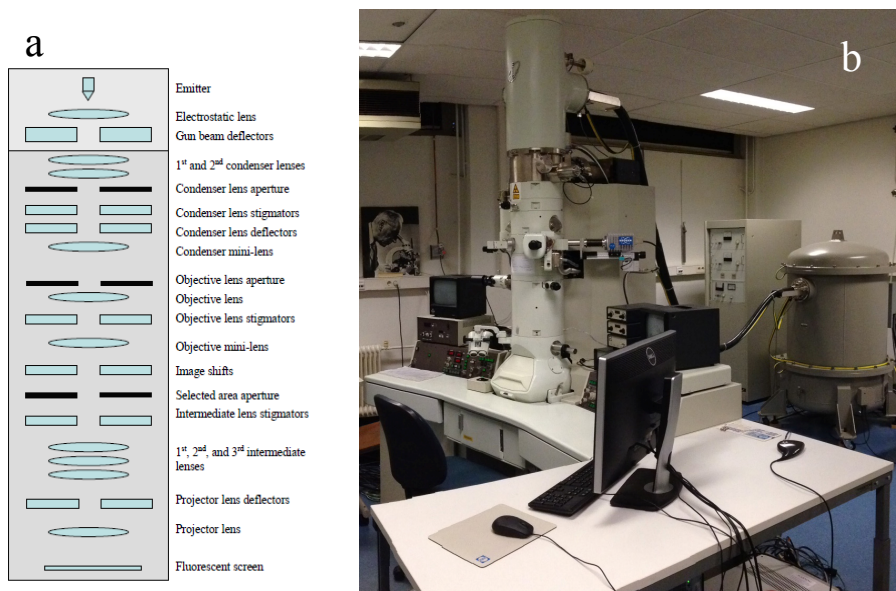 a
Emitter
Electrostatic lens
Gun beam deflectors
1st and 2nd condenser lenses
Condenser lens aperture
Condenser lens stigmators
Condenser lens deflectors
Condenser mini-lens
Objective lens aperture
Objective lens
Objective lens stigmators
Objective mini-lens
Image shifts
Selected area aperture
Intermediate lens stigmators
1st, 2nd, and 3rd intermediate
lenses
Projector lens deflectors
Projector lens
Fluorescent screen
b
DELL